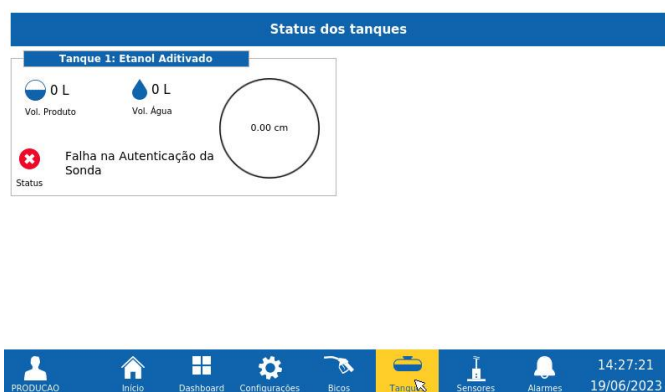 Status dos tanques
Tanque 1: Etanol Aditivado
0 L
0 L
Vol. Produto
Vol. Água
0.00 cm
Falha na Autenticação da
Sonda
Status
14:27:21
PRODUCAO
Início
Dashboard
Configurações
Bicos
Tanques
Sensores
Alarmes
19/06/2023